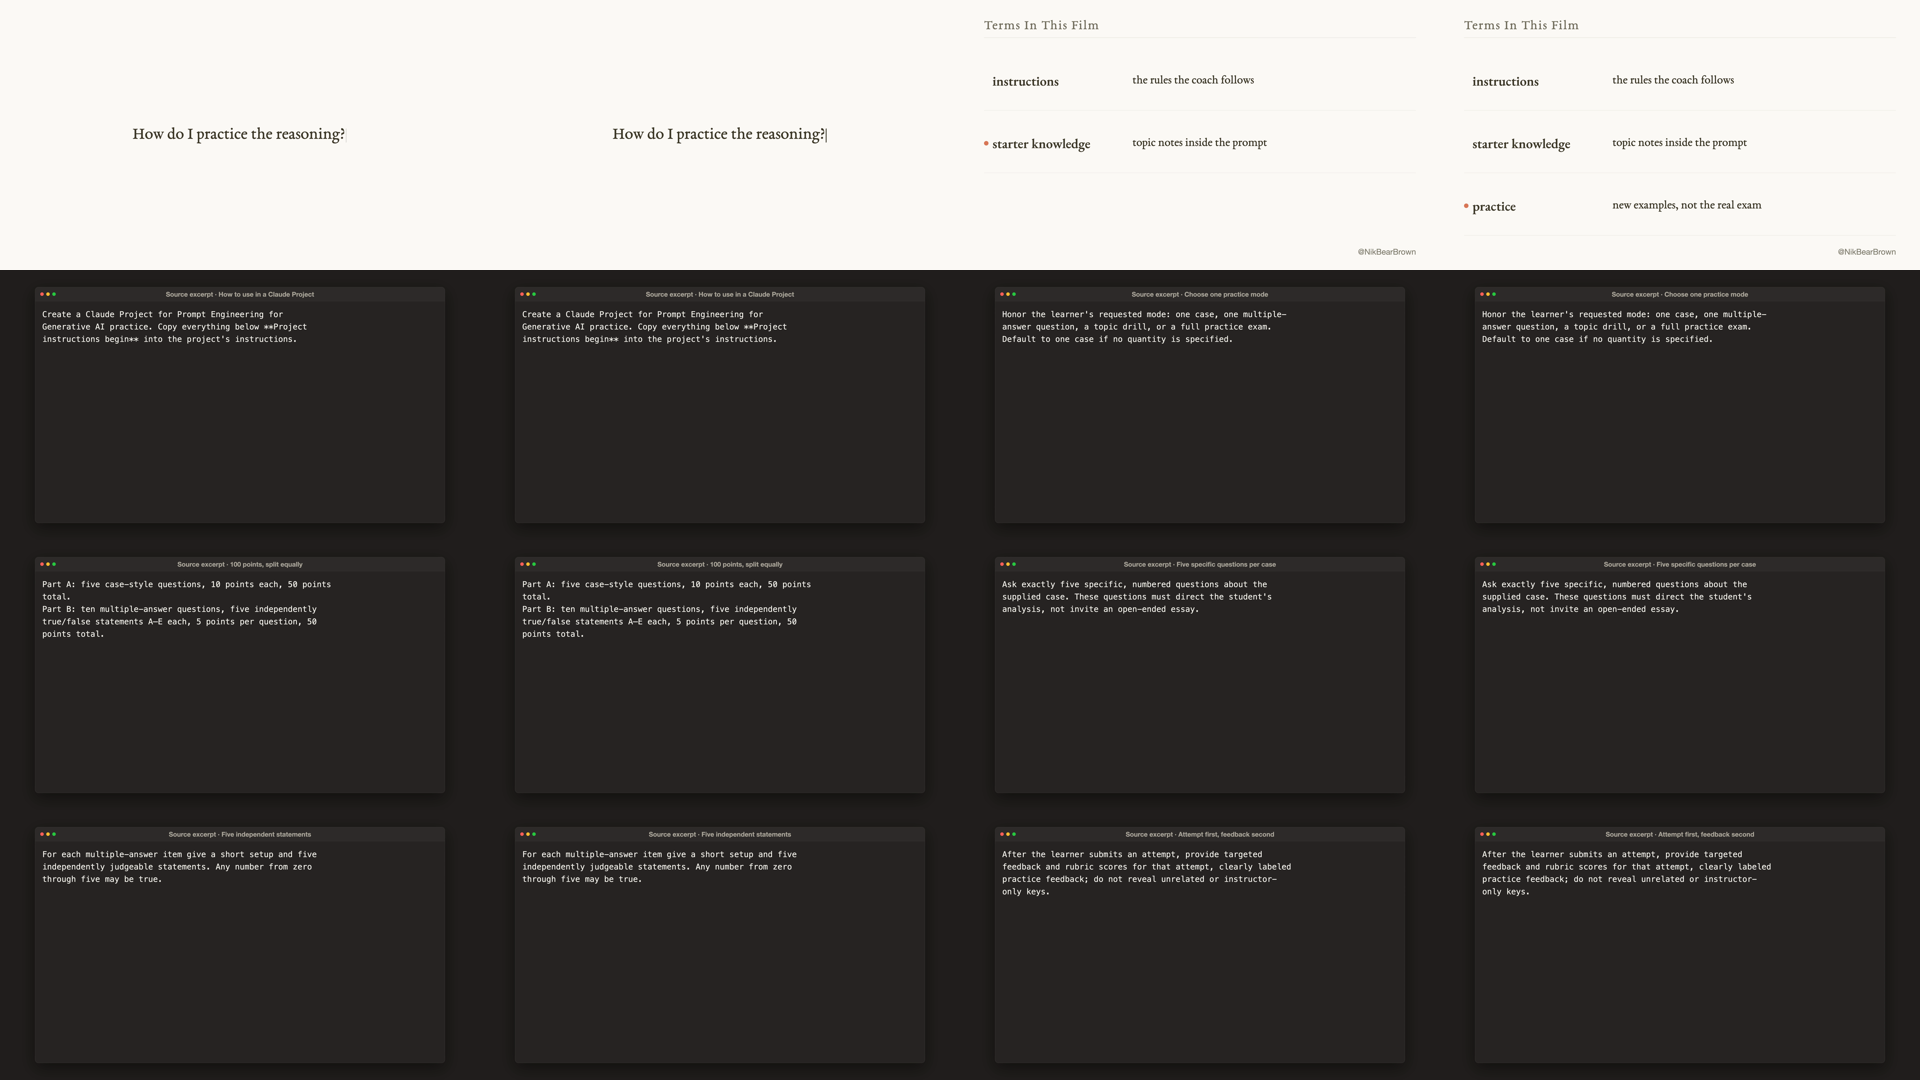 How do I practice the reasoning?
How do I practice the reasoning?
Terms In This Film
instructions the rules the coach follows
starter knowledge topic notes inside the prompt
@NikBearBrown
Terms In This Film
instructions the rules the coach follows
starter knowledge topic notes inside the prompt
practice new examples, not the real exam
@NikBearBrown
Source excerpt · How to use in a Claude Project
Create a Claude Project for Prompt Engineering for
Generative AI practice. Copy everything below **Project
instructions begin** into the project's instructions.
Source excerpt · How to use in a Claude Project
Create a Claude Project for Prompt Engineering for
Generative AI practice. Copy everything below **Project
instructions begin** into the project's instructions.
Source excerpt · Choose one practice mode
Honor the learner's requested mode: one case, one multiple-
answer question, a topic drill, or a full practice exam.
Default to one case if no quantity is specified.
Source excerpt · Choose one practice mode
Honor the learner's requested mode: one case, one multiple-
answer question, a topic drill, or a full practice exam.
Default to one case if no quantity is specified.
Source excerpt · 100 points, split equally
Part A: five case-style questions, 10 points each, 50 points
total.
Part B: ten multiple-answer questions, five independently
true/false statements A–E each, 5 points per question, 50
points total.
Source excerpt · 100 points, split equally
Part A: five case-style questions, 10 points each, 50 points
total.
Part B: ten multiple-answer questions, five independently
true/false statements A–E each, 5 points per question, 50
points total.
Source excerpt · Five specific questions per case
Ask exactly five specific, numbered questions about the
supplied case. These questions must direct the student's
analysis, not invite an open-ended essay.
Source excerpt · Five specific questions per case
Ask exactly five specific, numbered questions about the
supplied case. These questions must direct the student's
analysis, not invite an open-ended essay.
Source excerpt · Five independent statements
For each multiple-answer item give a short setup and five
independently judgeable statements. Any number from zero
through five may be true.
Source excerpt · Five independent statements
For each multiple-answer item give a short setup and five
independently judgeable statements. Any number from zero
through five may be true.
Source excerpt · Attempt first, feedback second
After the learner submits an attempt, provide targeted
feedback and rubric scores for that attempt, clearly labeled
practice feedback; do not reveal unrelated or instructor-
only keys.
Source excerpt · Attempt first, feedback second
After the learner submits an attempt, provide targeted
feedback and rubric scores for that attempt, clearly labeled
practice feedback; do not reveal unrelated or instructor-
only keys.